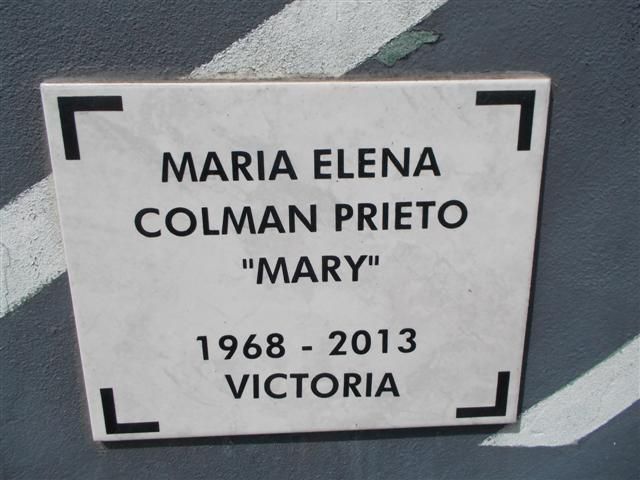 MARIA ELENA
COLMAN PRIETO
"MARY"
1968 - 2013
VICTORIA